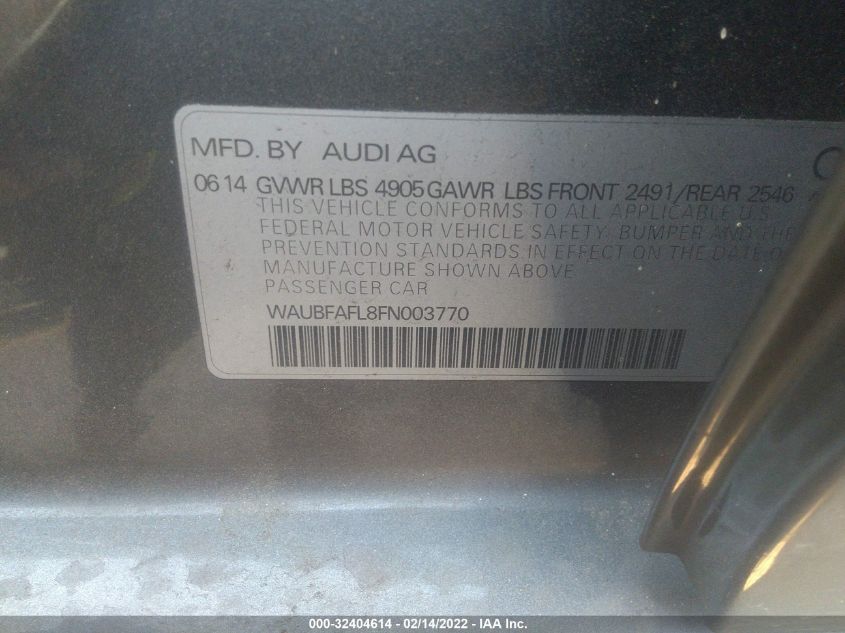 MFD. BY AUDI AG
06 14 GVWR LBS 4905 GAWR LBS FRONT 2491/REAR 2546
THIS VEHICLE CONFORMS TO ALL APPLICABLE U.S.
FEDERAL MOTOR VEHICLE SAFETY, BUMPER AND THE
PREVENTION STANDARDS IN EFFECT ON THE DATE O
MANUFACTURE SHOWN ABOVE
PASSENGER CAR
WAUBFAFL8FN003770
000-32404614 - 02/14/2022 - IAA Inc.